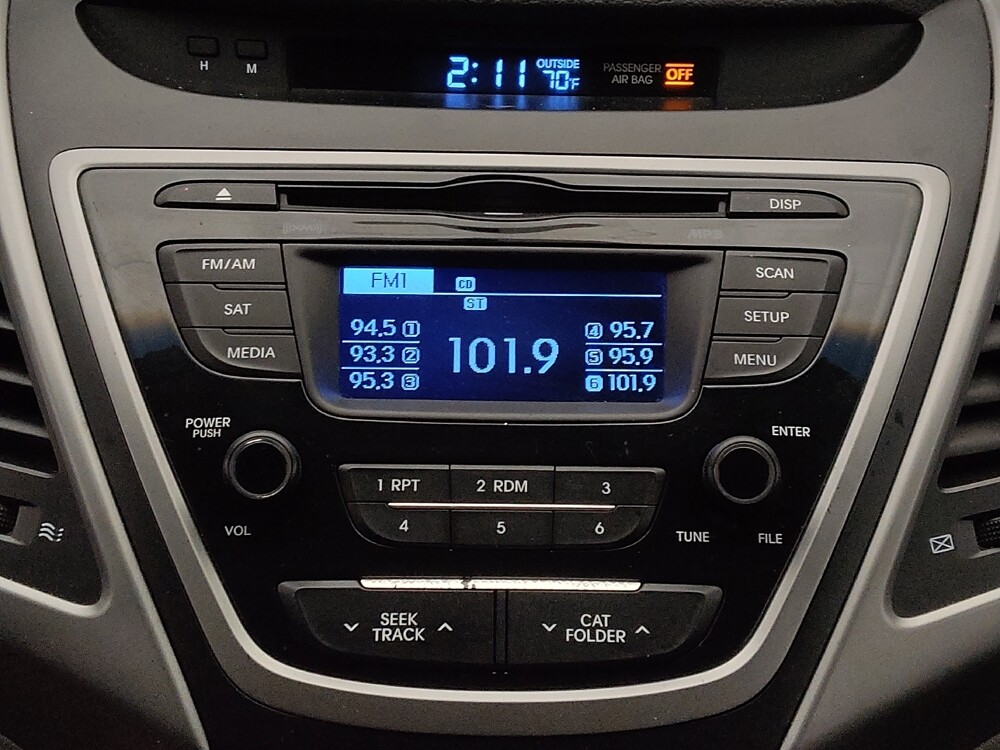 H
M
2:11
OUTSIDE
70°F
PASSENGER
AIR BAG
OFF
DISP
MP3
FM/AM
SAT
MEDIA
SCAN
SETUP
MENU
FM1
CD
ST
94.5 1
93.3 2
95.3 3
101.9
4 95.7
5 95.9
6 101.9
POWER
PUSH
VOL
ENTER
TUNE
FILE
1 RPT
2 RDM
3
4
5
6
SEEK
TRACK
CAT
FOLDER